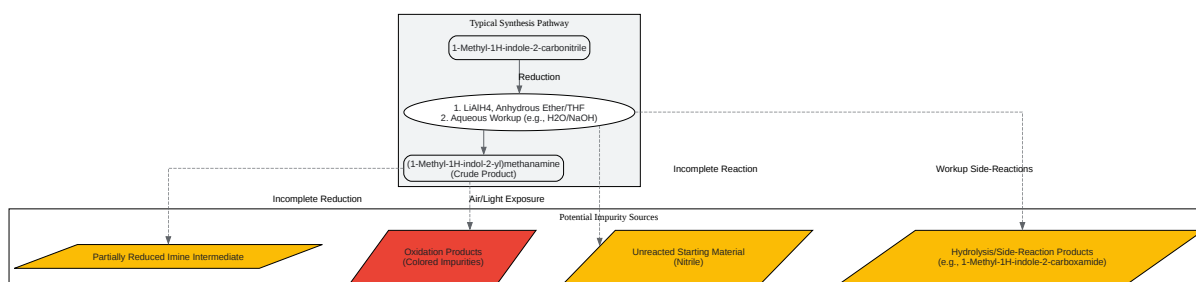 Typical Synthesis Pathway
1-Methyl-1H-indole-2-carbonitrile
Reduction
1. LiAlH4, Anhydrous Ether/THF
2. Aqueous Workup (e.g., H2O/NaOH)
(1-Methyl-1H-indol-2-yl)methanamine
(Crude Product)
Incomplete Reaction
Workup Side-Reactions
Incomplete Reduction
Air/Light Exposure
Potential Impurity Sources
Partially Reduced Imine Intermediate
Oxidation Products
(Colored Impurities)
Unreacted Starting Material
(Nitrile)
Hydrolysis/Side-Reaction Products
(e.g., 1-Methyl-1H-indole-2-carboxamide)